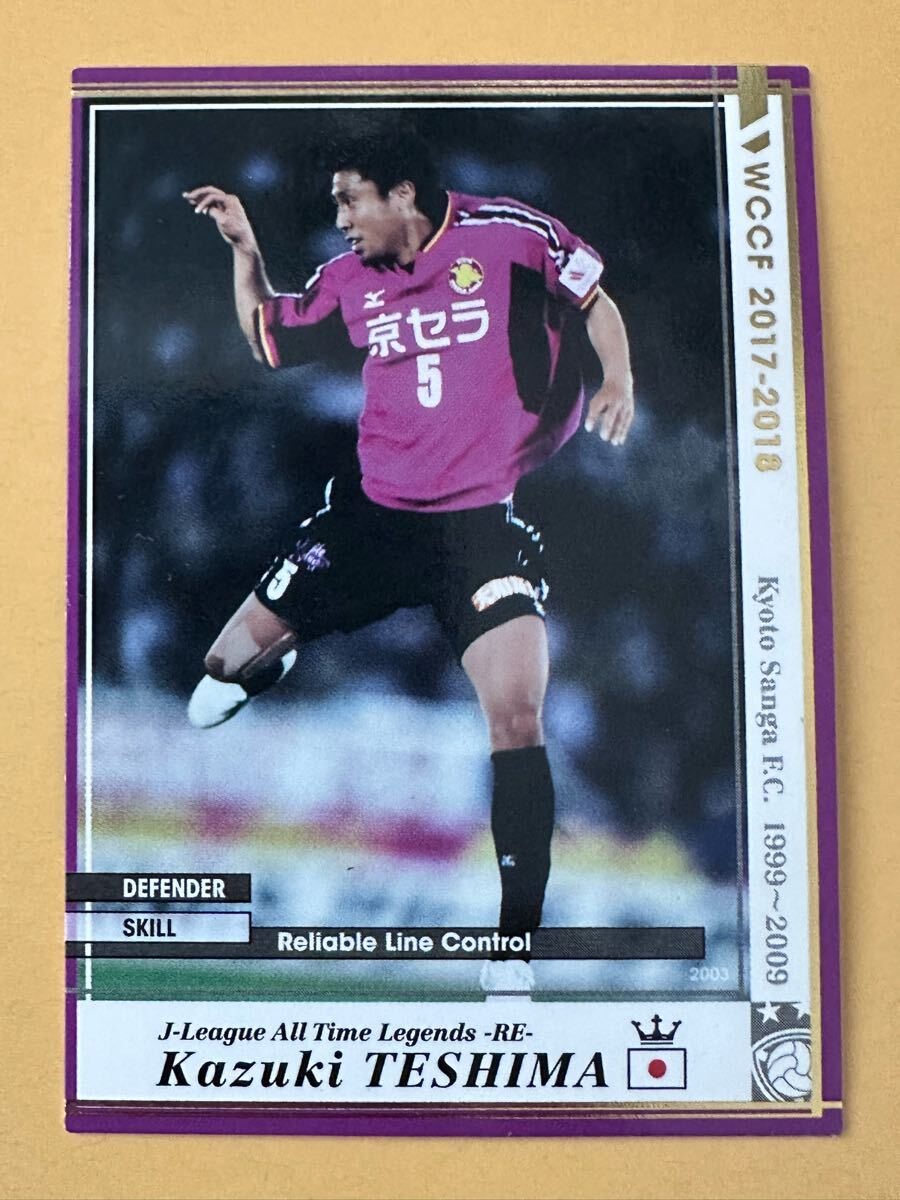 WCCF 2017-2018
Kyoto Sanga F.C. 1999~2009
京セラ
5
5
DEFENDER
SKILL
Reliable Line Control
2003
J-League All Time Legends -RE-
Kazuki TESHIMA